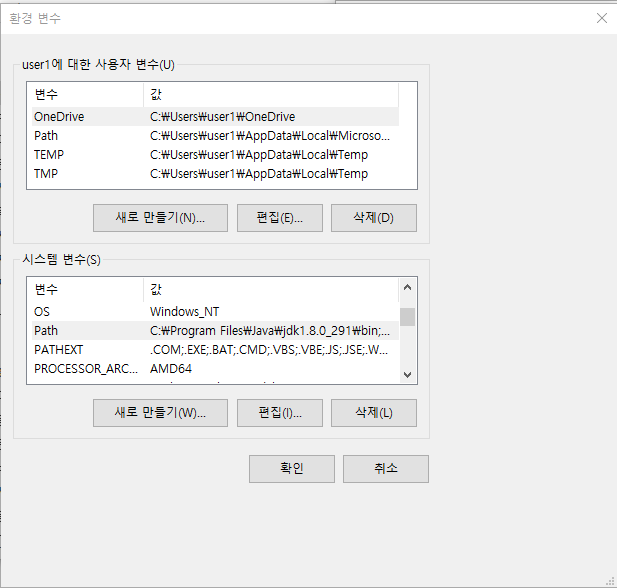 환경 변수
user1에 대한 사용자 변수(U)
변수 값
OneDrive C:₩Users₩user1₩OneDrive
Path C:₩Users₩user1₩AppData₩Local₩Microso...
TEMP C:₩Users₩user1₩AppData₩Local₩Temp
TMP C:₩Users₩user1₩AppData₩Local₩Temp
새로 만들기(N)... 편집(E)... 삭제(D)
시스템 변수(S)
변수 값
OS Windows_NT
Path C:₩Program Files₩Java₩jdk1.8.0_291₩bin;...
PATHEXT .COM;.EXE;.BAT;.CMD;.VBS;.VBE;.JS;.JSE;.W...
PROCESSOR_ARC... AMD64
새로 만들기(W)... 편집(I)... 삭제(L)
확인 취소